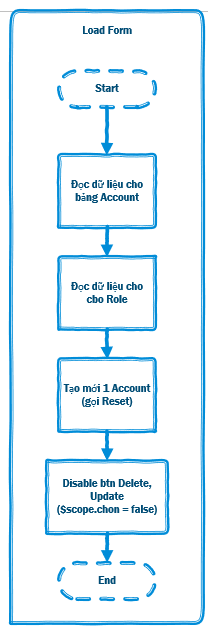 Load Form
Start
Đọc dữ liệu cho
bảng Account
Đọc dữ liệu cho
cbo Role
Tạo mới 1 Account
(gọi Reset)
Disable btn Delete,
Update
($scope.chon = false)
End